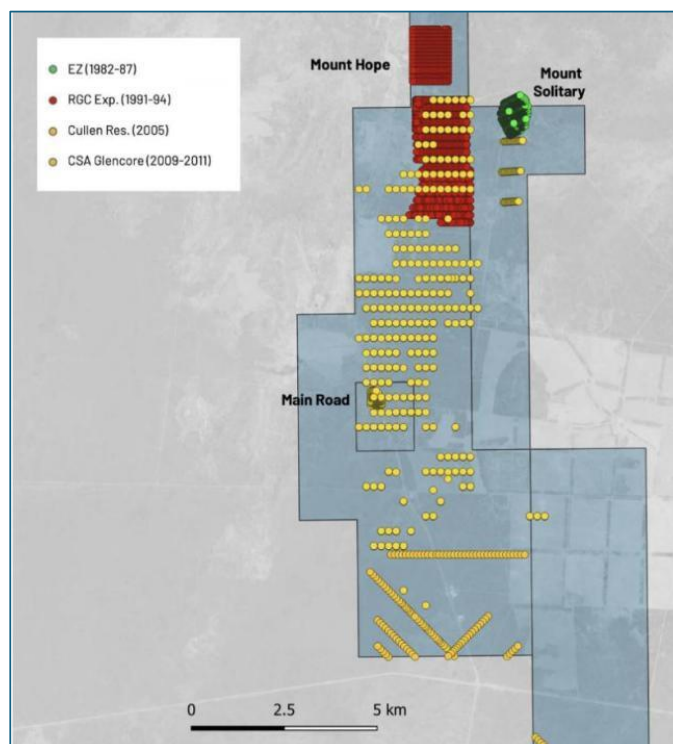 EZ (1982-87)
RGC Exp. (1991-94)
Cullen Res. (2005)
CSA Glencore (2009-2011)
Mount Hope
Mount
Solitary
Main Road
0 2.5 5 km